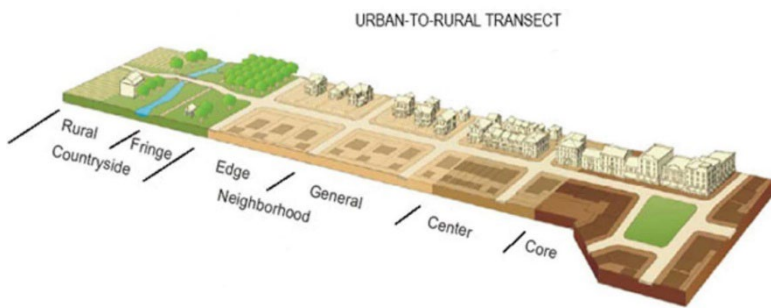 URBAN-TO-RURAL TRANSECT
Rural
Fringe
Countryside
Edge
General
Neighborhood
Center
Core